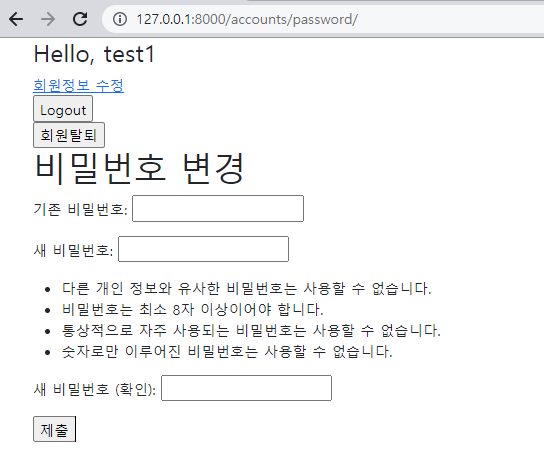 127.0.0.1:8000/accounts/password/
Hello, test1
회원정보 수정
Logout
회원탈퇴
비밀번호 변경
기존 비밀번호:
새 비밀번호:
다른 개인 정보와 유사한 비밀번호는 사용할 수 없습니다.
비밀번호는 최소 8자 이상이어야 합니다.
통상적으로 자주 사용되는 비밀번호는 사용할 수 없습니다.
숫자로만 이루어진 비밀번호는 사용할 수 없습니다.
새 비밀번호 (확인):
제출